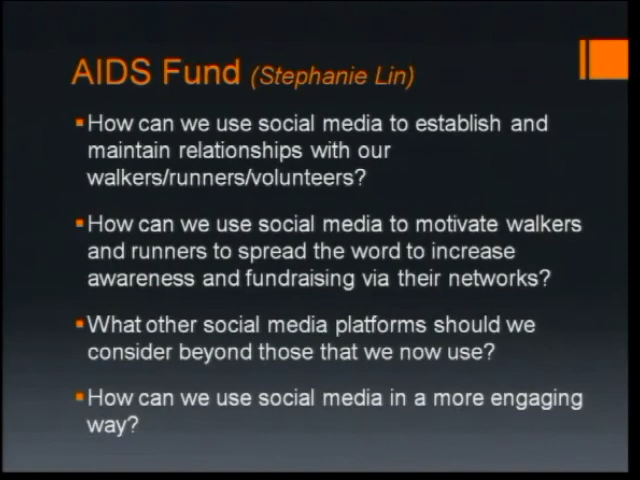 AIDS Fund (Stephanie Lin)
How can we use social media to establish and
maintain relationships with our
walkers/runners/volunteers?
How can we use social media to motivate walkers
and runners to spread the word to increase
awareness and fundraising via their networks?
What other social media platforms should we
consider beyond those that we now use?
How can we use social media in a more engaging
way?